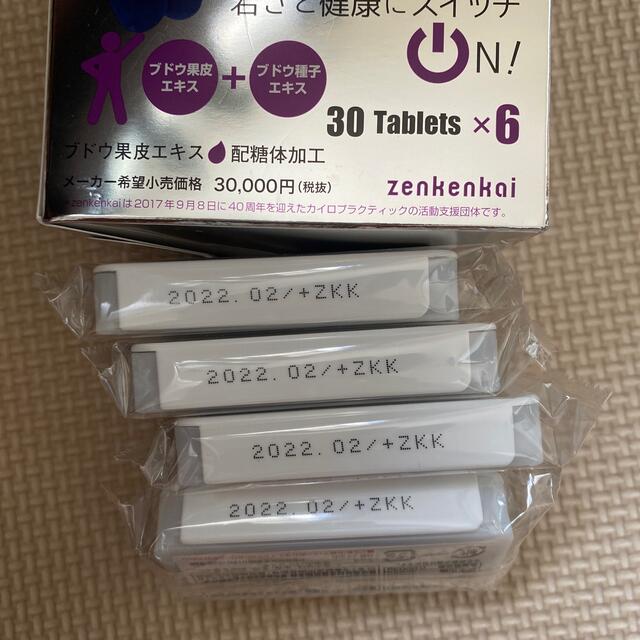 若さと健康にスイッチ
ON!
ブドウ果皮
エキス
+
ブドウ種子
エキス
30 Tablets ×6
ブドウ果皮エキス 配糖体加工
メーカー希望小売価格 30,000円(税抜)
zenkenkai
*zenkenkaiは2017年9月8日に40周年を迎えたカイロプラクティックの活動支援団体です。
2022.02/+ZKK
2022.02/+ZKK
2022.02/+ZKK
2022.02/+ZKK